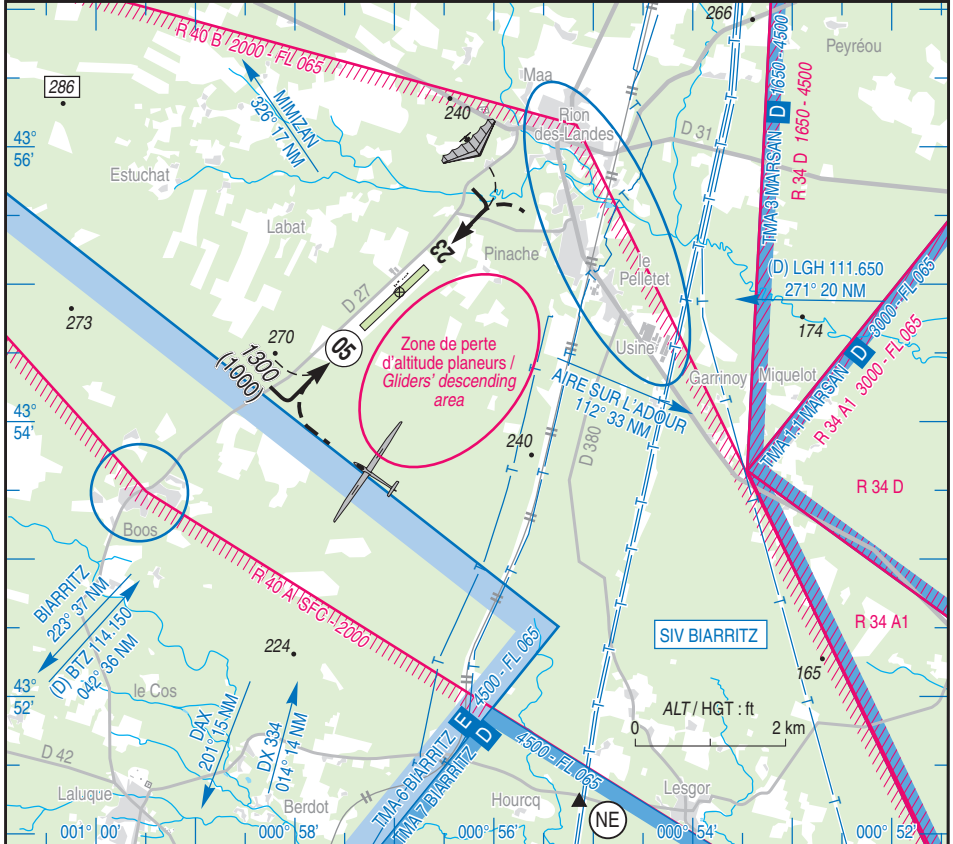 266
Peyréou
R 40 B / 2000 - FL 065
286
MIMIZAN
326° 17 NM
240
Maa
Rion
des-Landes
D 31
TMA 3 MARSAN D 1650 - 4500
R 34 D 1650 - 4500
43°
56'
Estuchat
Labat
23
Pinache
le
Pelletet
(D) LGH 111.650
271° 20 NM
D 27
273
270
05
1300
(1000)
Zone de perte
d'altitude planeurs /
Gliders' descending
area
174
Usine
Garrinoy
Miquelot
TMA 1.1 MARSAN D 3000 - FL 065
R 34 A1 3000 - FL 065
AIRE SUR L'ADOUR
112° 33 NM
43°
54'
240
D 380
R 34 D
Boos
R 40 A SFC - 2000
BIARRITZ
223° 37 NM
(D) BTZ 114.150
042° 36 NM
224
SIV BIARRITZ
R 34 A1
165
4500 - FL 065
43°
52'
le Cos
DAX
201° 15 NM
DX 334
014° 14 NM
ALT / HGT : ft
0
2 km
E
D
TMA 6 BIARRITZ
TMA 7 BIARRITZ
4500 - FL 065
D 42
Laluque
Berdot
Hourcq
NE
Lesgor
001° 00'
000° 58'
000° 56'
000° 54'
000° 52'